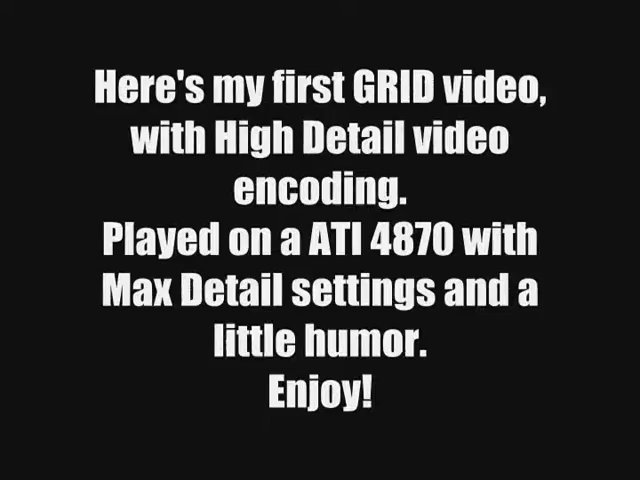 Here's my first GRID video,
with High Detail video
encoding.
Played on a ATI 4870 with
Max Detail settings and a
little humor.
Enjoy!